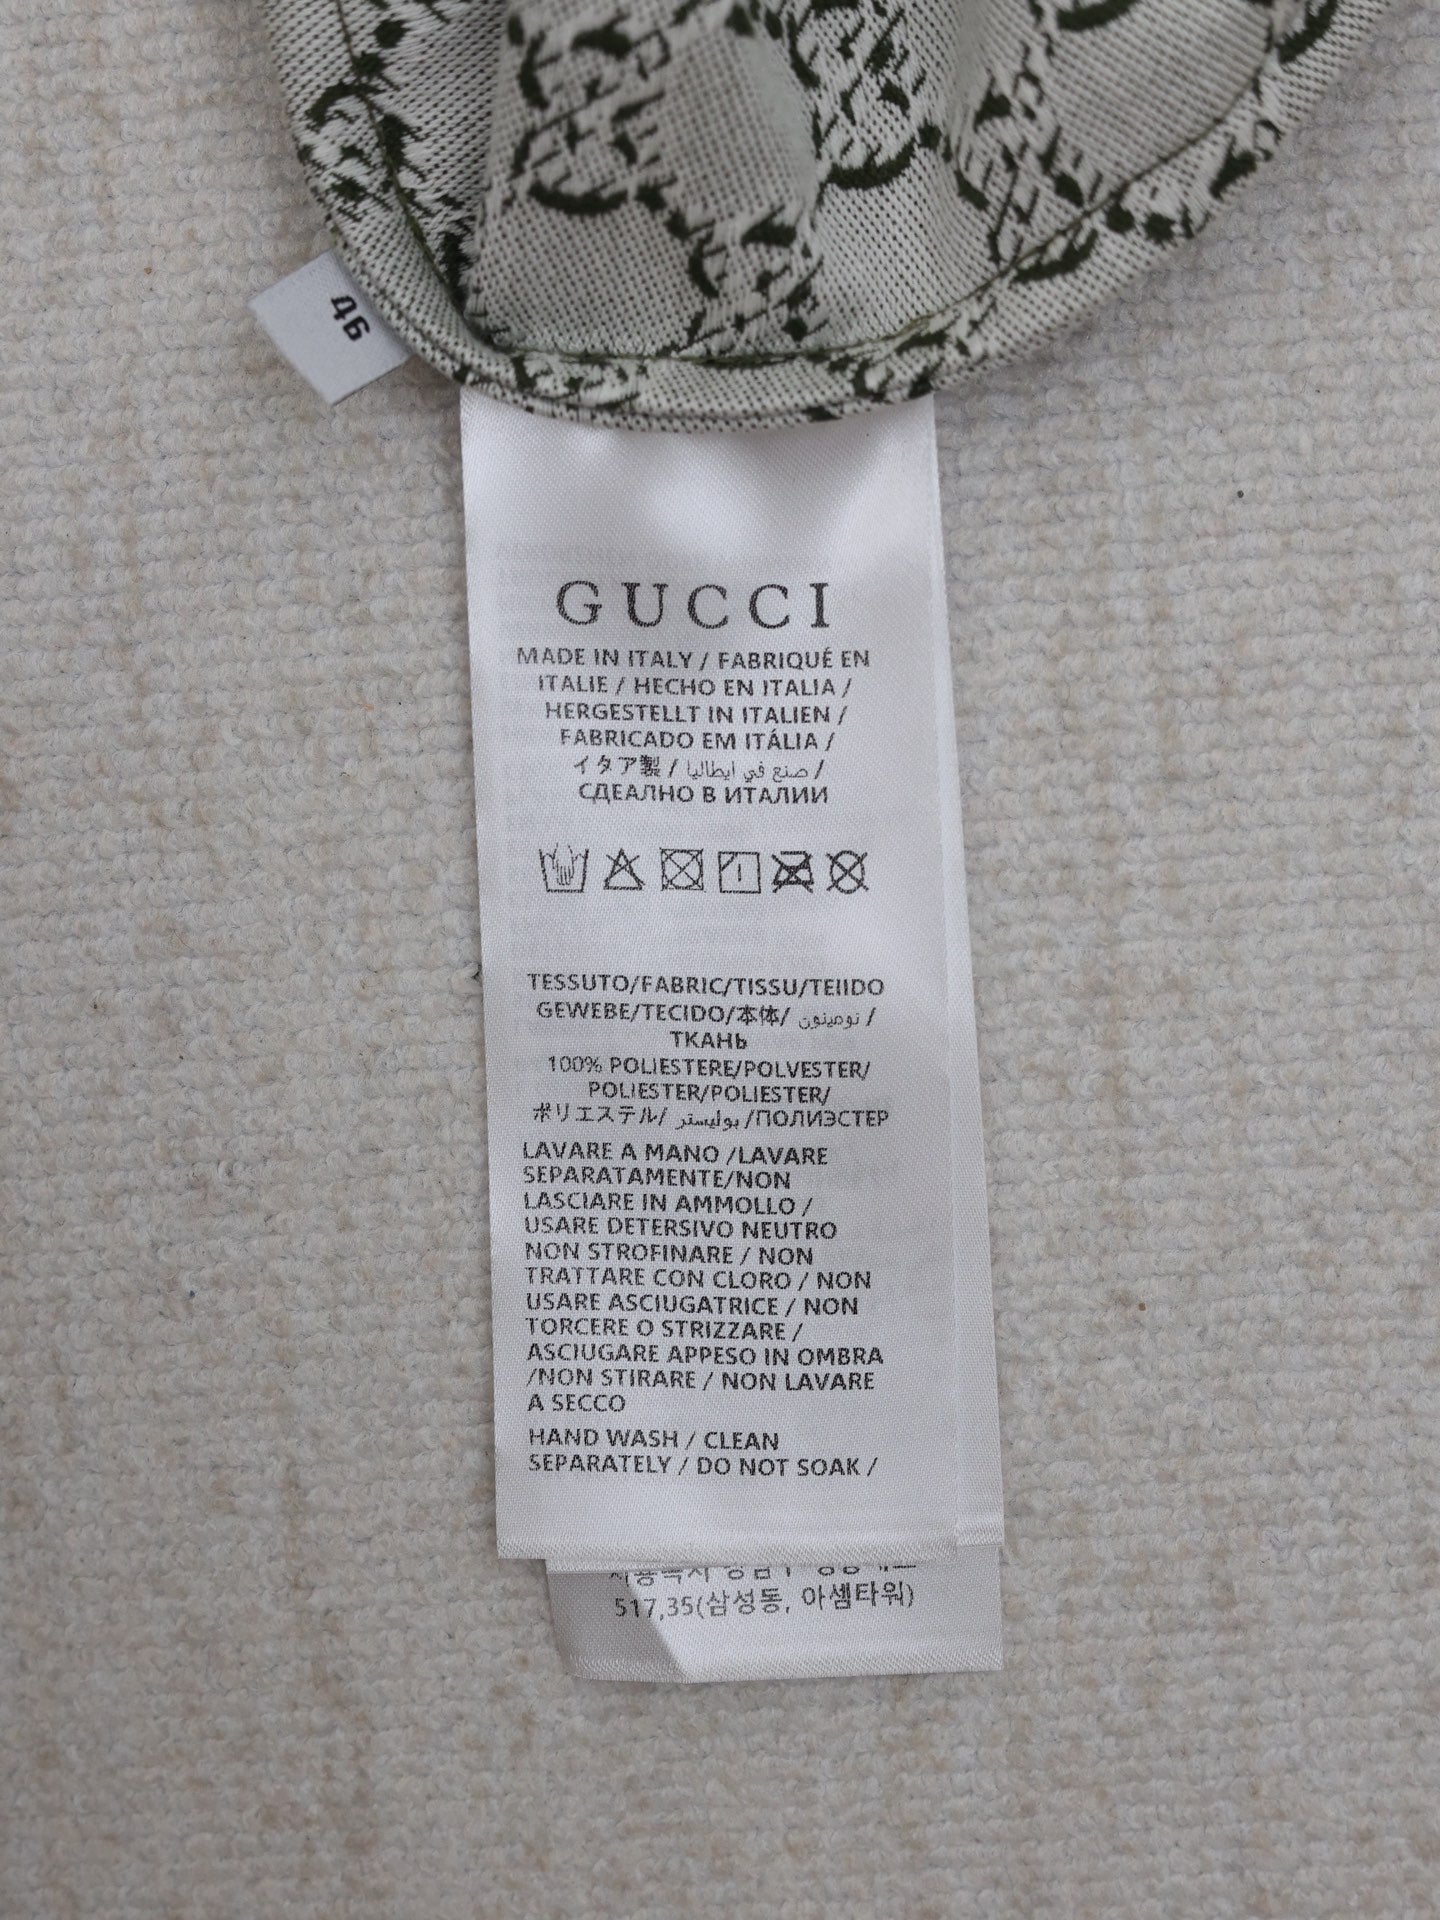 46
GUCCI
MADE IN ITALY / FABRIQUÉ EN
ITALIE / HECHO EN ITALIA /
HERGESTELLT IN ITALIEN /
FABRICADO EM ITÁLIA /
イタア製 / صنع في ايطاليا /
СДЕАЛНО В ИТАЛИИ
TESSUTO/FABRIC/TISSU/TEIIDO
GEWEBE/TECIDO/本体/ نومينون /
ТКАНЬ
100% POLIESTERE/POLVESTER/
POLIESTER/POLIESTER/
ポリエステル/ بوليستر /ПОЛИЭСТЕР
LAVARE A MANO /LAVARE
SEPARATAMENTE/NON
LASCIARE IN AMMOLLO /
USARE DETERSIVO NEUTRO
NON STROFINARE / NON
TRATTARE CON CLORO / NON
USARE ASCIUGATRICE / NON
TORCERE O STRIZZARE /
ASCIUGARE APPESO IN OMBRA
/NON STIRARE / NON LAVARE
A SECCO
HAND WASH / CLEAN
SEPARATELY / DO NOT SOAK /
517,35(삼성동, 아셈타워)